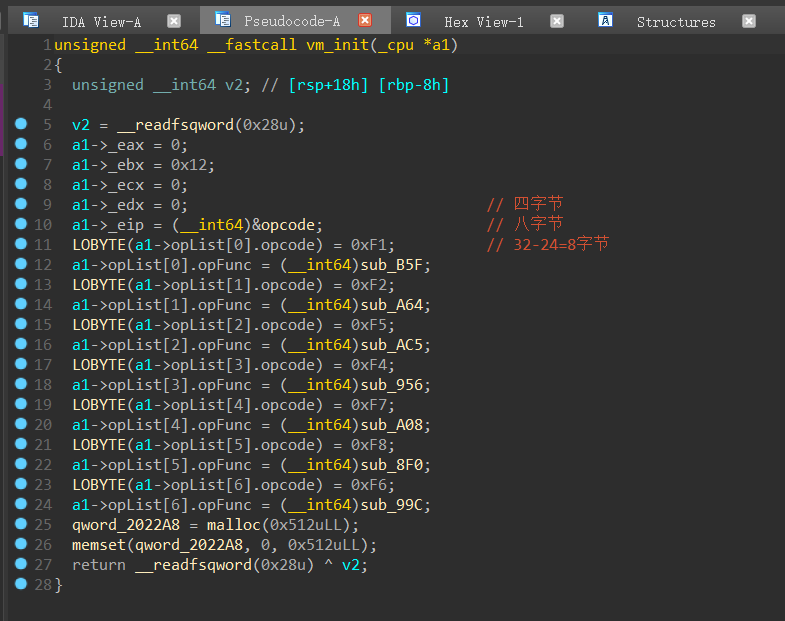 IDA View-A Pseudocode-A Hex View-1 Structures
1 unsigned __int64 __fastcall vm_init(_cpu *a1)
2 {
3 unsigned __int64 v2; // [rsp+18h] [rbp-8h]
4
5 v2 = __readfsqword(0x28u);
6 a1->_eax = 0;
7 a1->_ebx = 0x12;
8 a1->_ecx = 0;
9 a1->_edx = 0; // 四字节
10 a1->_eip = (__int64)&opcode; // 八字节
11 LOBYTE(a1->opList[0].opcode) = 0xF1; // 32-24=8字节
12 a1->opList[0].opFunc = (__int64)sub_B5F;
13 LOBYTE(a1->opList[1].opcode) = 0xF2;
14 a1->opList[1].opFunc = (__int64)sub_A64;
15 LOBYTE(a1->opList[2].opcode) = 0xF5;
16 a1->opList[2].opFunc = (__int64)sub_AC5;
17 LOBYTE(a1->opList[3].opcode) = 0xF4;
18 a1->opList[3].opFunc = (__int64)sub_956;
19 LOBYTE(a1->opList[4].opcode) = 0xF7;
20 a1->opList[4].opFunc = (__int64)sub_A08;
21 LOBYTE(a1->opList[5].opcode) = 0xF8;
22 a1->opList[5].opFunc = (__int64)sub_8F0;
23 LOBYTE(a1->opList[6].opcode) = 0xF6;
24 a1->opList[6].opFunc = (__int64)sub_99C;
25 qword_2022A8 = malloc(0x512uLL);
26 memset(qword_2022A8, 0, 0x512uLL);
27 return __readfsqword(0x28u) ^ v2;
28 }